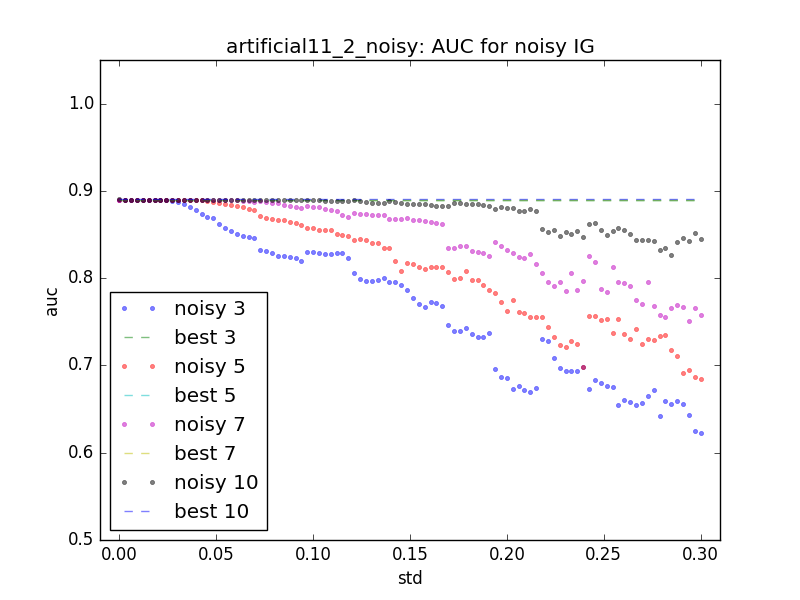 artificial11_2_noisy: AUC for noisy IG
1.0
0.9
0.8
0.7
0.6
0.5
auc
noisy 3
best 3
noisy 5
best 5
noisy 7
best 7
noisy 10
best 10
0.00 0.05 0.10 0.15 0.20 0.25 0.30
std